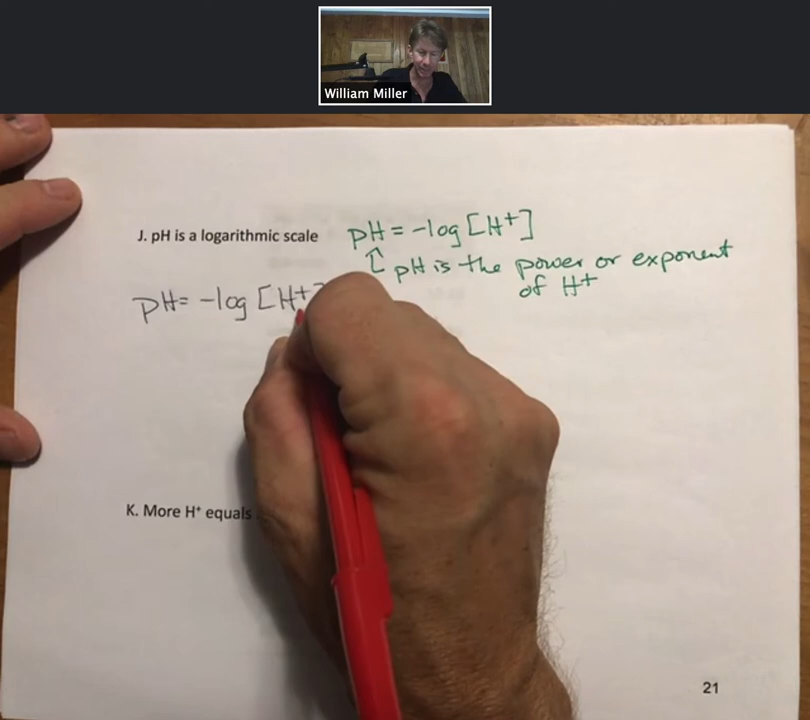 William Miller
J. pH is a logarithmic scale pH = -log [H+]
pH is the power or exponent
of H+
pH= -log [H+]
K. More H⁺ equals
21